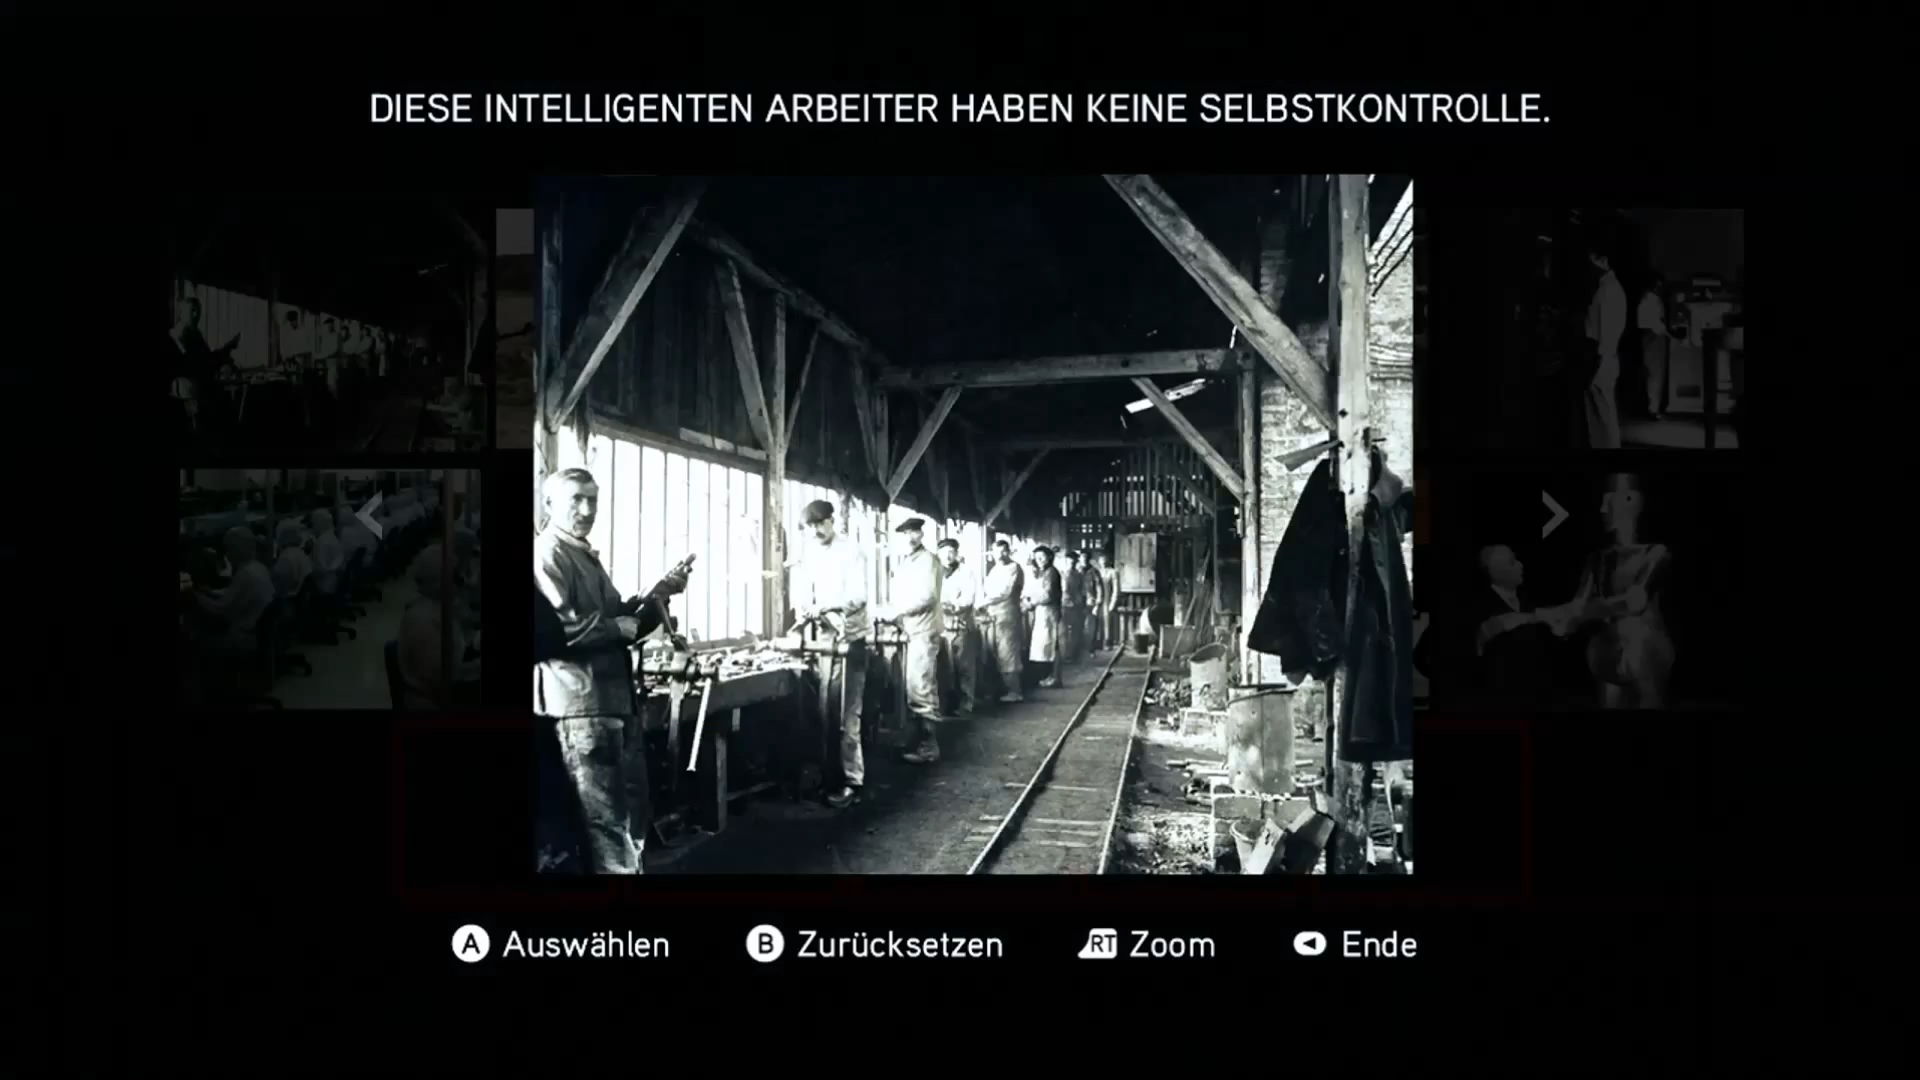 DIESE INTELLIGENTEN ARBEITER HABEN KEINE SELBSTKONTROLLE.
A Auswählen B Zurücksetzen RT Zoom Ende